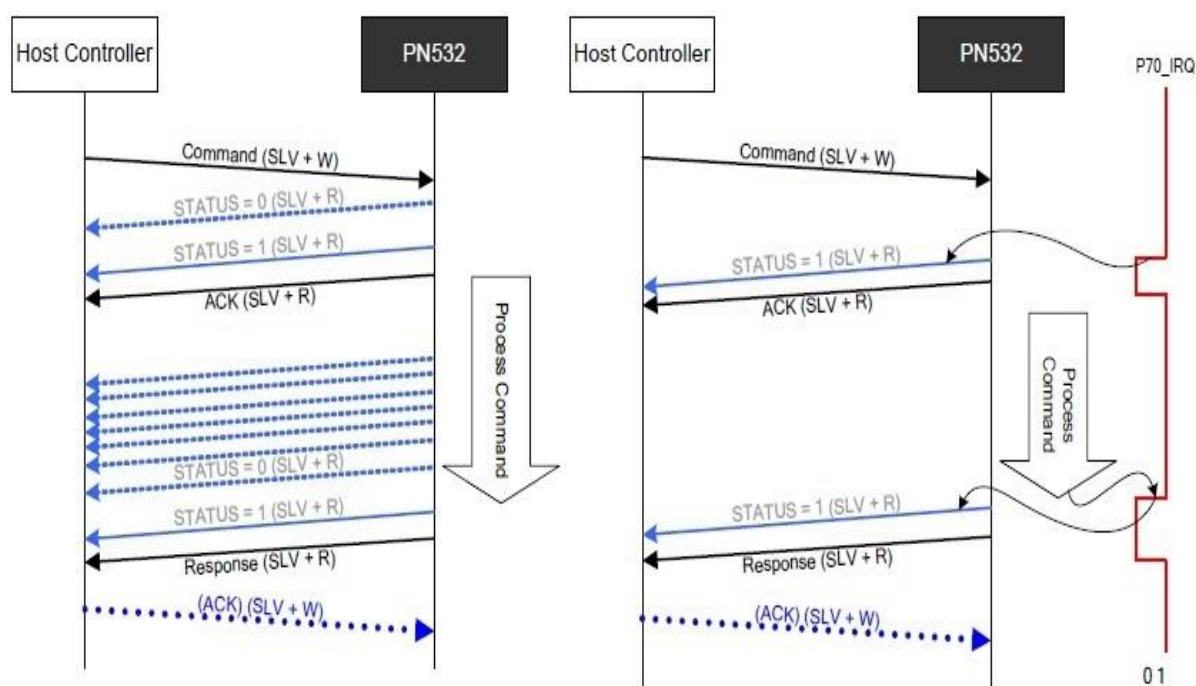 Host Controller
PN532
Command (SLV + W)
STATUS = 0 (SLV + R)
STATUS = 1 (SLV + R)
ACK (SLV + R)
Process Command
STATUS = 0 (SLV + R)
STATUS = 1 (SLV + R)
Response (SLV + R)
(ACK) (SLV + W)
Host Controller
PN532
P70_IRQ
Command (SLV + W)
STATUS = 1 (SLV + R)
ACK (SLV + R)
Process
Command
STATUS = 1 (SLV + R)
Response (SLV + R)
(ACK) (SLV + W)
0 1